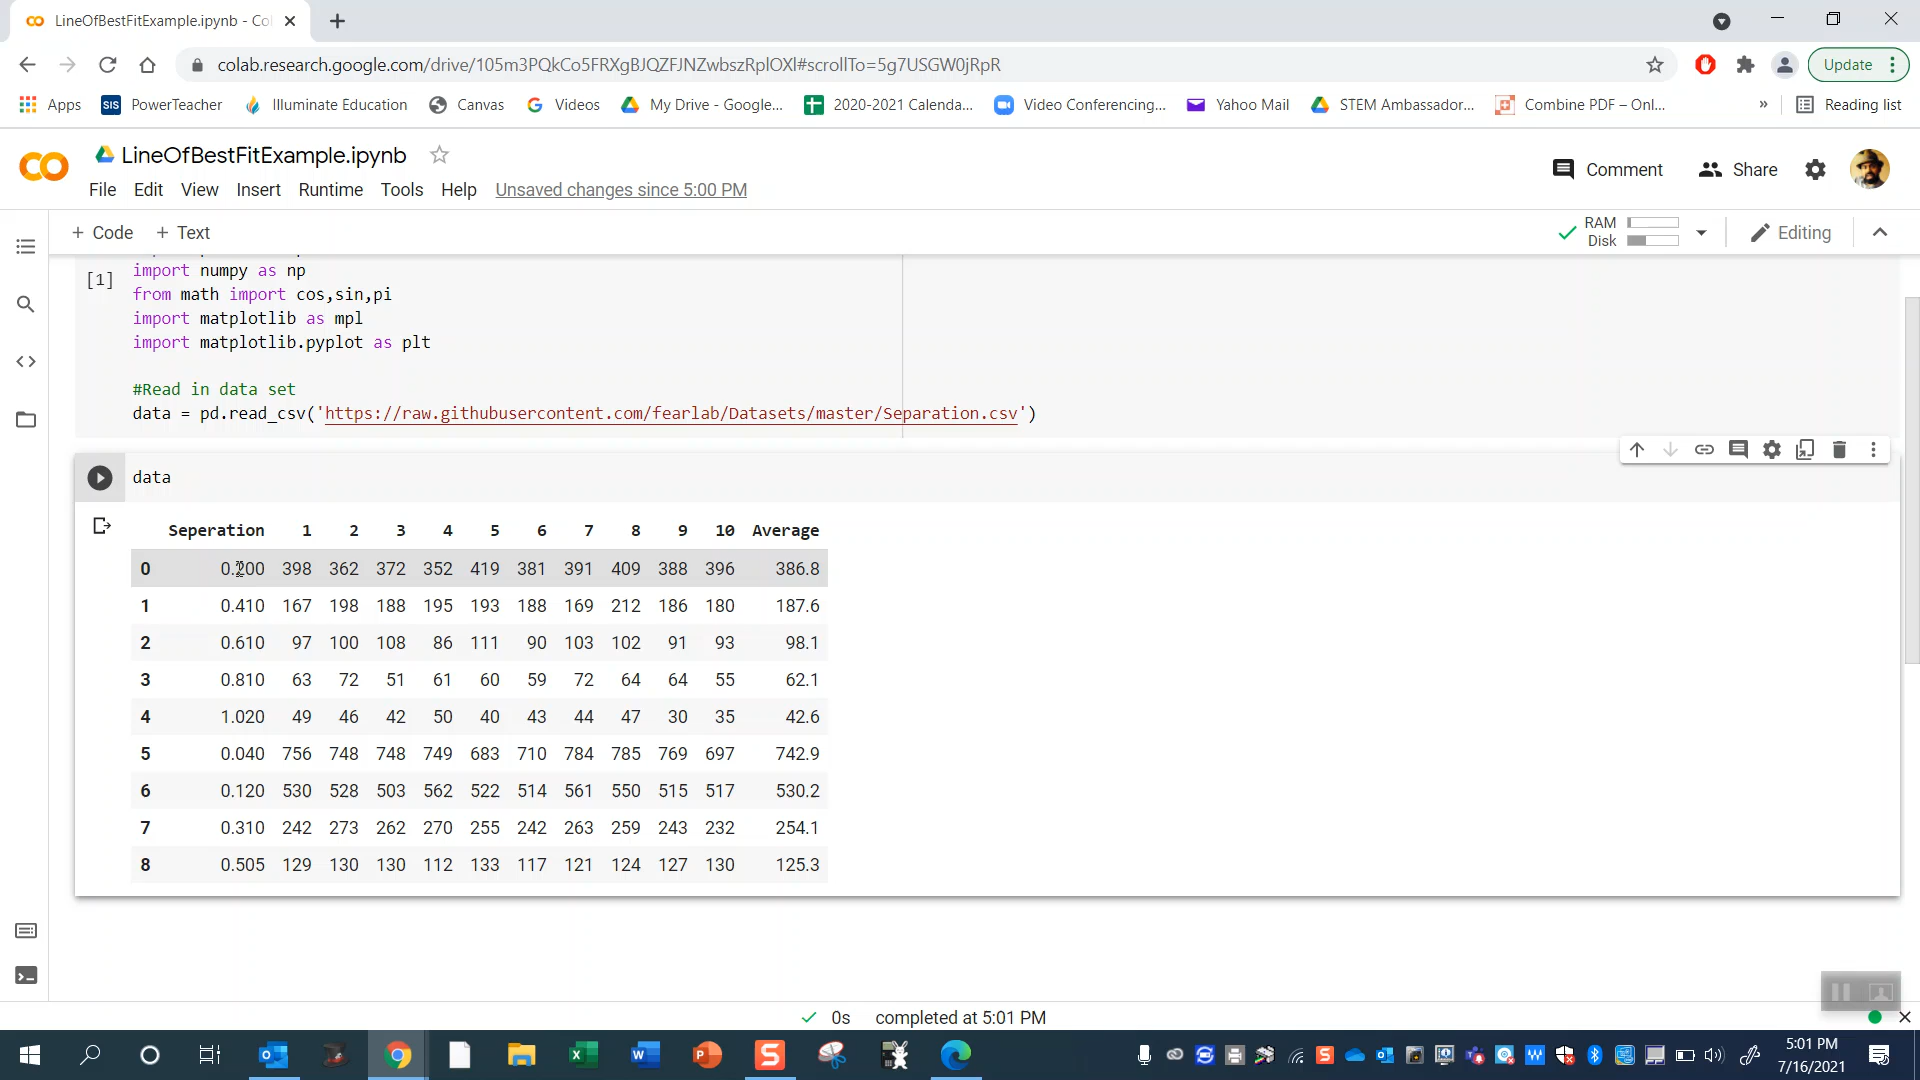 LineOfBestFitExample.ipynb - Co
colab.research.google.com/drive/105m3PQkCo5FRXgBJQZFJNZwbszRplOXl#scrollTo=5g7USGW0jRpR
Update
Apps
SIS PowerTeacher
Illuminate Education
Canvas
Videos
My Drive - Google...
2020-2021 Calenda...
Video Conferencing...
Yahoo Mail
STEM Ambassador...
Combine PDF – Onl...
»
Reading list
LineOfBestFitExample.ipynb
Comment
Share
File Edit View Insert Runtime Tools Help Unsaved changes since 5:00 PM
+ Code + Text
RAM
Disk
Editing
[1]
import numpy as np
from math import cos,sin,pi
import matplotlib as mpl
import matplotlib.pyplot as plt
#Read in data set
data = pd.read_csv('https://raw.githubusercontent.com/fearlab/Datasets/master/Separation.csv')
data
Seperation 1 2 3 4 5 6 7 8 9 10 Average
0 0.200 398 362 372 352 419 381 391 409 388 396 386.8
1 0.410 167 198 188 195 193 188 169 212 186 180 187.6
2 0.610 97 100 108 86 111 90 103 102 91 93 98.1
3 0.810 63 72 51 61 60 59 72 64 64 55 62.1
4 1.020 49 46 42 50 40 43 44 47 30 35 42.6
5 0.040 756 748 748 749 683 710 784 785 769 697 742.9
6 0.120 530 528 503 562 522 514 561 550 515 517 530.2
7 0.310 242 273 262 270 255 242 263 259 243 232 254.1
8 0.505 129 130 130 112 133 117 121 124 127 130 125.3
0s completed at 5:01 PM
5:01 PM
7/16/2021